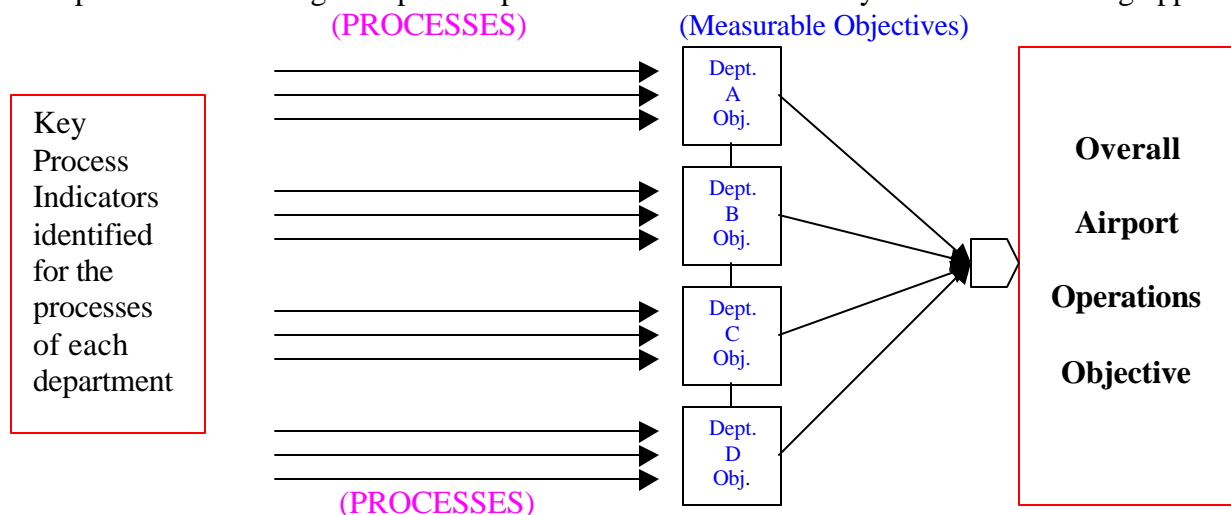 (PROCESSES)
(Measurable Objectives)
Key
Process
Indicators
identified
for the
processes
of each
department
Dept.
A
Obj.
Dept.
B
Obj.
Dept.
C
Obj.
Dept.
D
Obj.
Overall
Airport
Operations
Objective
(PROCESSES)